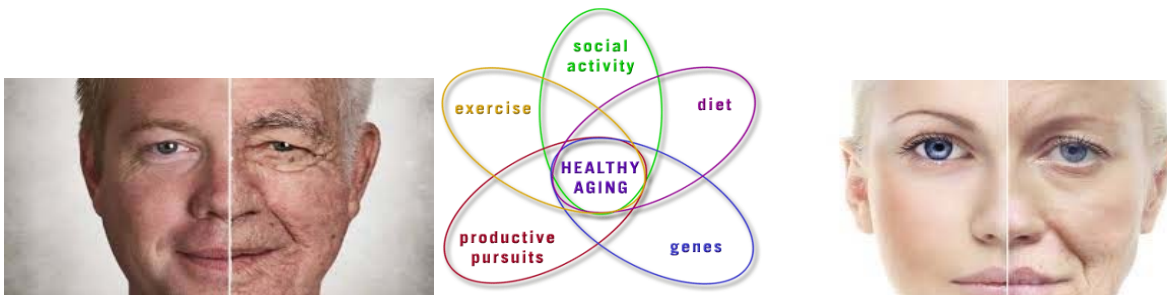 social
activity
exercise
diet
HEALTHY
AGING
productive
pursuits
genes